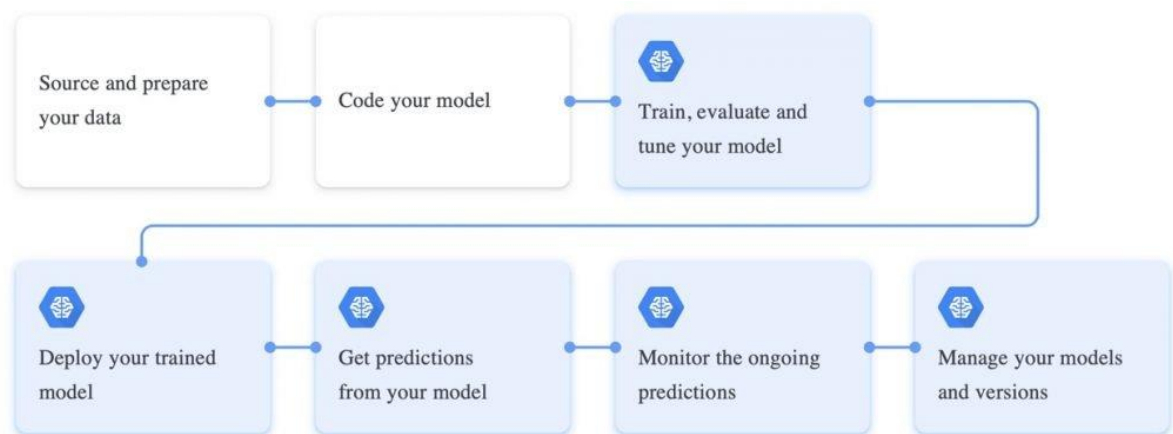 Source and prepare
your data
Code your model
Train, evaluate and
tune your model
Deploy your trained
model
Get predictions
from your model
Monitor the ongoing
predictions
Manage your models
and versions